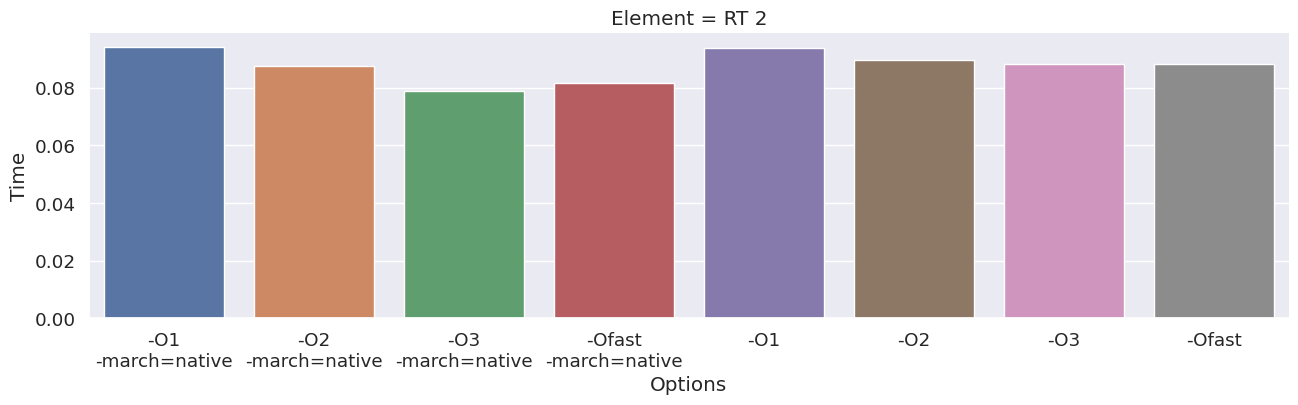 Element = RT 2
Time
0.08
0.06
0.04
0.02
0.00
-O1 -O2 -O3 -Ofast -O1 -O2 -O3 -Ofast
-march=native -march=native -march=native -march=native
Options